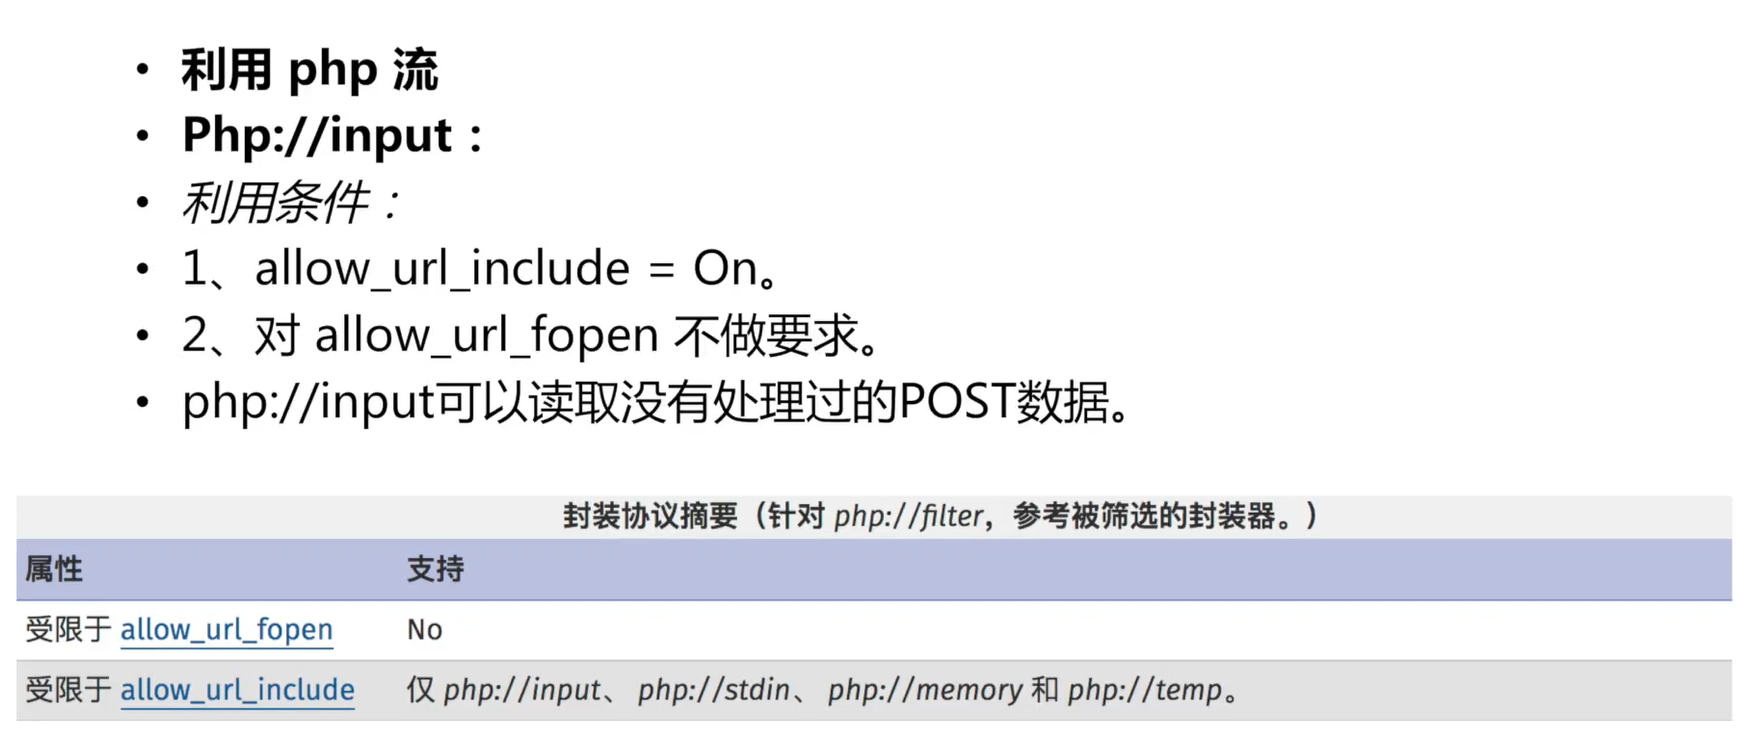 • 利用 php 流
• Php://input：
• 利用条件：
• 1、allow_url_include = On。
• 2、对 allow_url_fopen 不做要求。
• php://input可以读取没有处理过的POST数据。
封装协议摘要（针对 php://filter，参考被筛选的封装器。）
属性 支持
受限于 allow_url_fopen No
受限于 allow_url_include 仅 php://input、 php://stdin、 php://memory 和 php://temp。